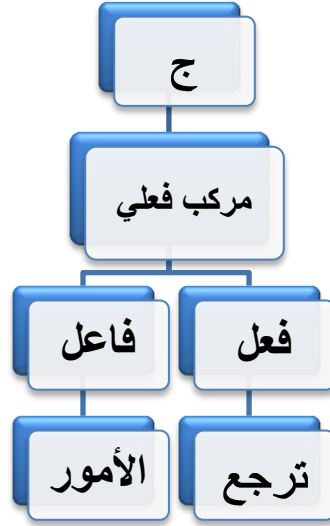 ج
مركب فعلي
فعل
فاعل
ترجع
الأمور